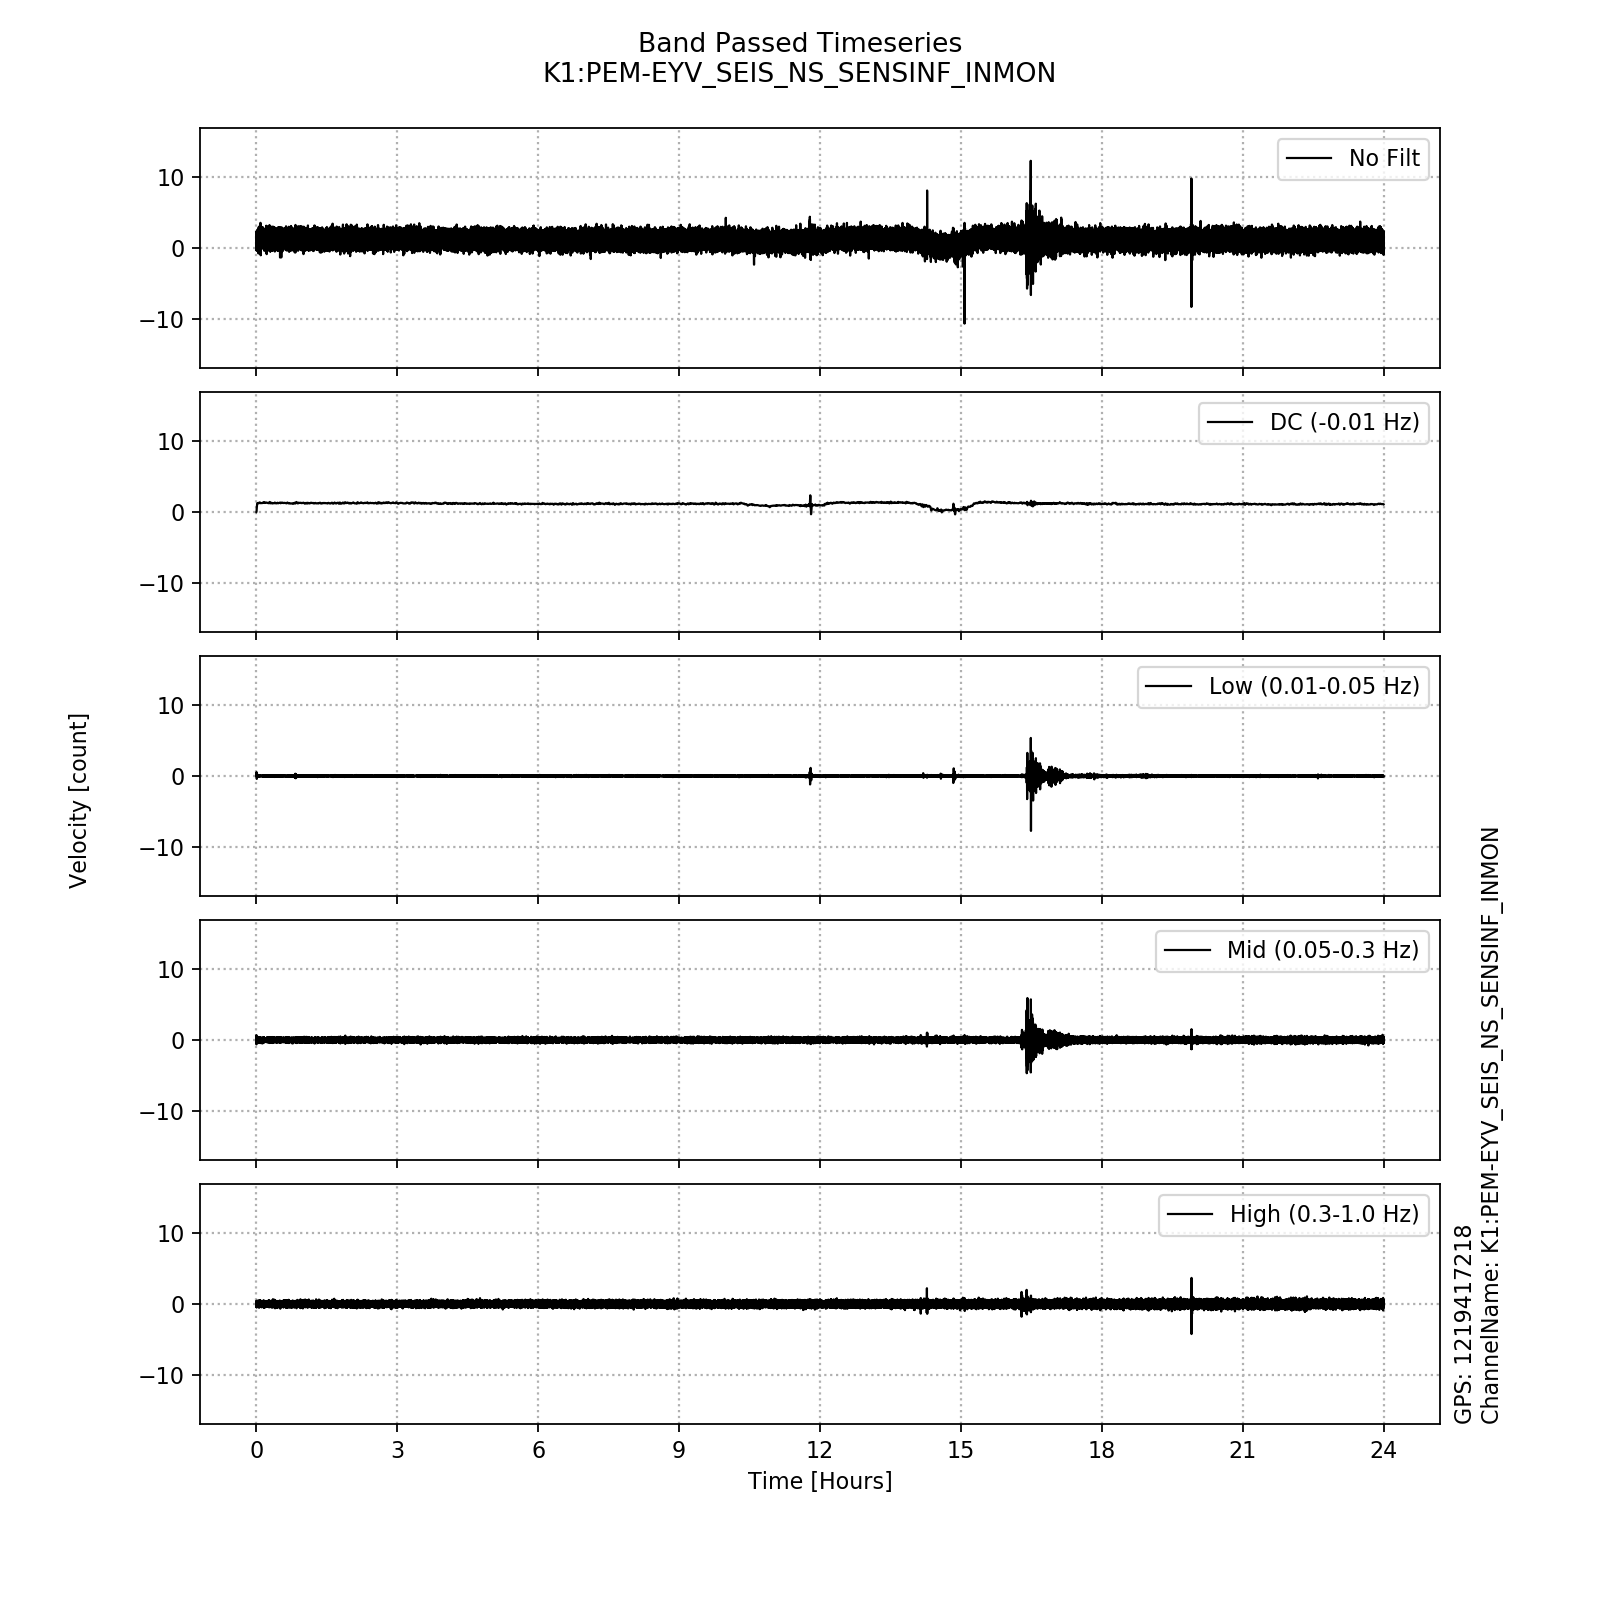 Band Passed Timeseries
K1:PEM-EYV_SEIS_NS_SENSINF_INMON
No Filt
10
0
−10
DC (-0.01 Hz)
10
0
−10
Low (0.01-0.05 Hz)
10
0
−10
Velocity [count]
Mid (0.05-0.3 Hz)
10
0
−10
High (0.3-1.0 Hz)
10
0
−10
0 3 6 9 12 15 18 21 24
Time [Hours]
GPS: 1219417218
ChannelName: K1:PEM-EYV_SEIS_NS_SENSINF_INMON